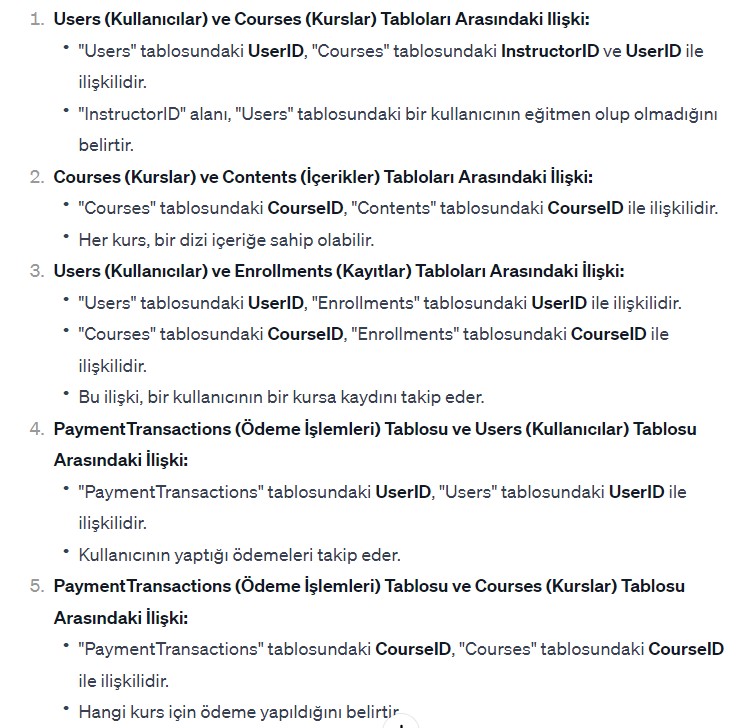 1. Users (Kullanıcılar) ve Courses (Kurslar) Tabloları Arasındaki İlişki:
• "Users" tablosundaki UserID, "Courses" tablosundaki InstructorID ve UserID ile
ilişkilidir.
• "InstructorID" alanı, "Users" tablosundaki bir kullanıcının eğitmen olup olmadığını
belirtir.
2. Courses (Kurslar) ve Contents (İçerikler) Tabloları Arasındaki İlişki:
• "Courses" tablosundaki CourseID, "Contents" tablosundaki CourseID ile ilişkilidir.
• Her kurs, bir dizi içeriğe sahip olabilir.
3. Users (Kullanıcılar) ve Enrollments (Kayıtlar) Tabloları Arasındaki İlişki:
• "Users" tablosundaki UserID, "Enrollments" tablosundaki UserID ile ilişkilidir.
• "Courses" tablosundaki CourseID, "Enrollments" tablosundaki CourseID ile
ilişkilidir.
• Bu ilişki, bir kullanıcının bir kursa kaydını takip eder.
4. PaymentTransactions (Ödeme İşlemleri) Tablosu ve Users (Kullanıcılar) Tablosu
Arasındaki İlişki:
• "PaymentTransactions" tablosundaki UserID, "Users" tablosundaki UserID ile
ilişkilidir.
• Kullanıcının yaptığı ödemeleri takip eder.
5. PaymentTransactions (Ödeme İşlemleri) Tablosu ve Courses (Kurslar) Tablosu
Arasındaki İlişki:
• "PaymentTransactions" tablosundaki CourseID, "Courses" tablosundaki CourseID
ile ilişkilidir.
• Hangi kurs için ödeme yapıldığını belirtir